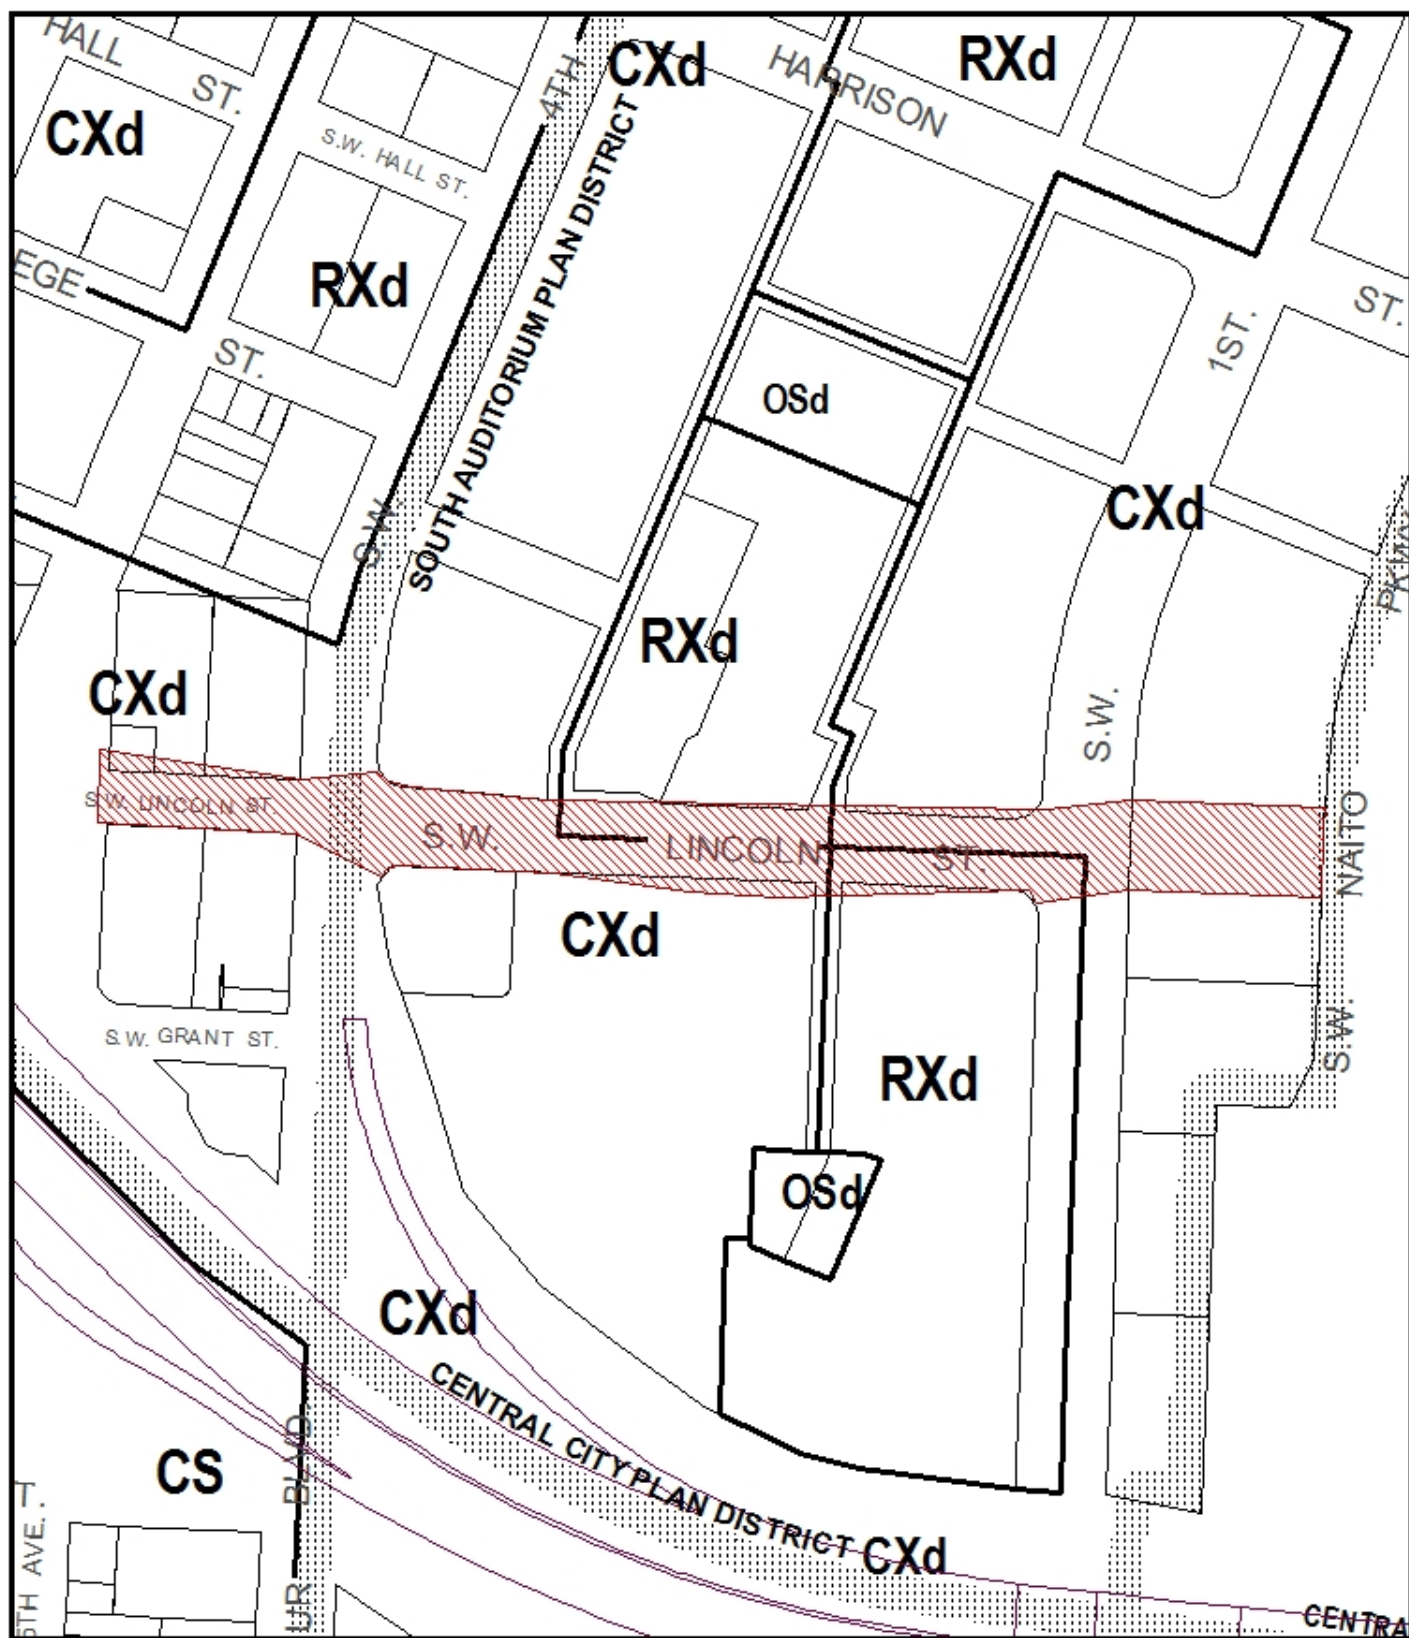 HALL
ST.
CXd
4TH
CXd
HARRISON
RXd
S.W. HALL ST.
SOUTH AUDITORIUM PLAN DISTRICT
EGE
ST.
RXd
OSd
1ST.
ST.
CXd
S.W.
PKWY
RXd
CXd
S.W.
S.W. LINCOLN ST.
S.W.
LINCOLN
ST.
NAITO
S.W.
CXd
S.W. GRANT ST.
RXd
OSd
CXd
CENTRAL CITY PLAN DISTRICT
CXd
CS
BLVD.
UR
T.
5TH AVE.
CENTRA